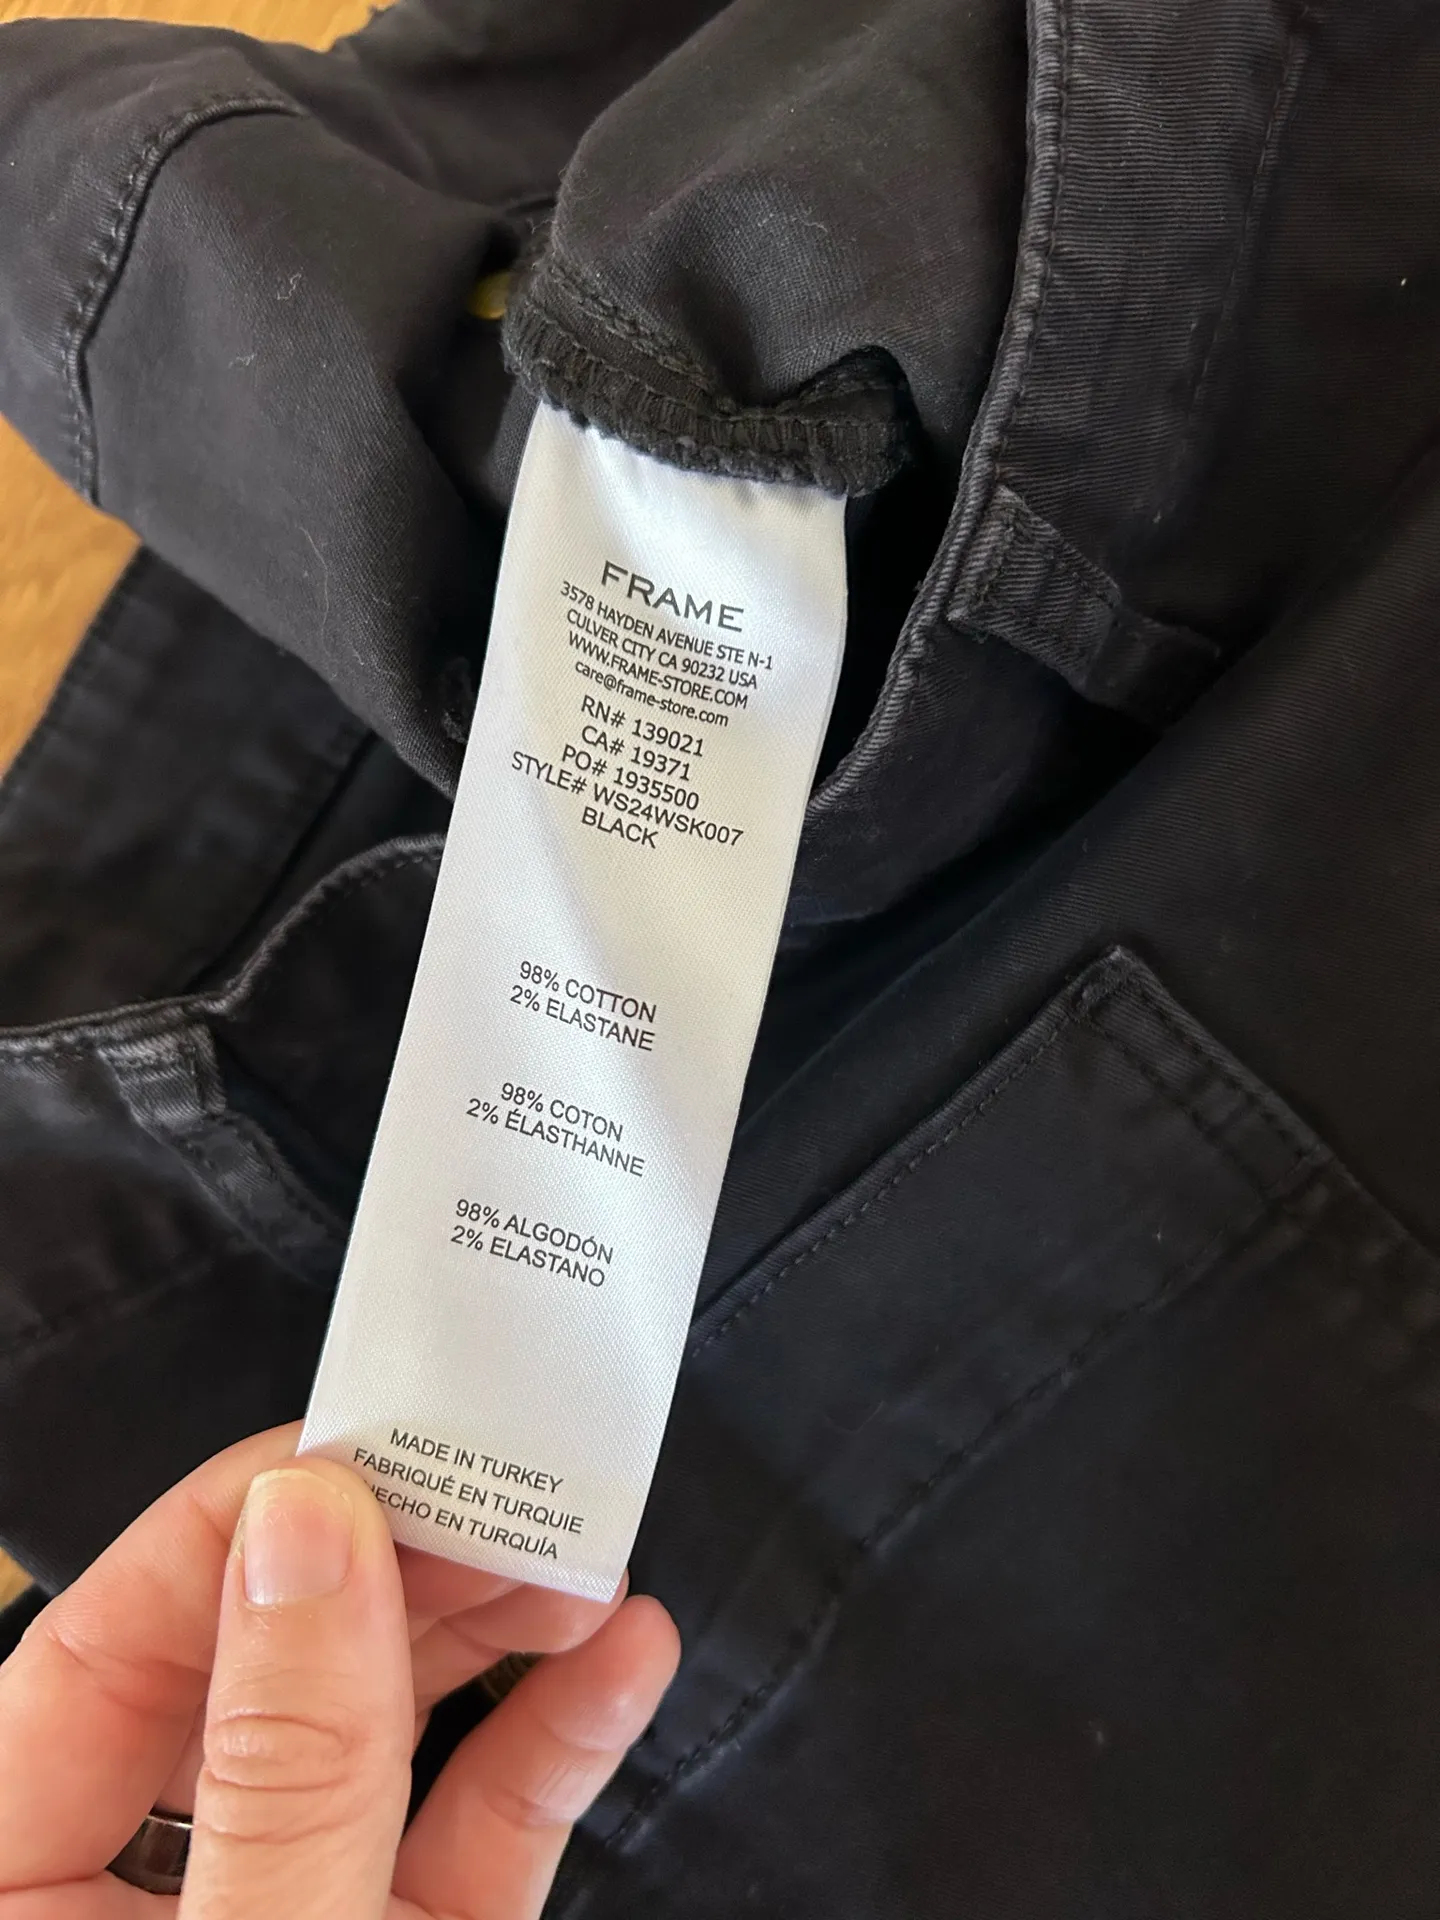 FRAME
3578 HAYDEN AVENUE STE N-1
CULVER CITY CA 90232 USA
WWW.FRAME-STORE.COM
care@frame-store.com
RN# 139021
CA# 19371
PO# 1935500
STYLE# WS24WSK007
BLACK
98% COTTON
2% ELASTANE
98% COTON
2% ÉLASTHANNE
98% ALGODÓN
2% ELASTANO
MADE IN TURKEY
FABRIQUÉ EN TURQUIE
HECHO EN TURQUÍA